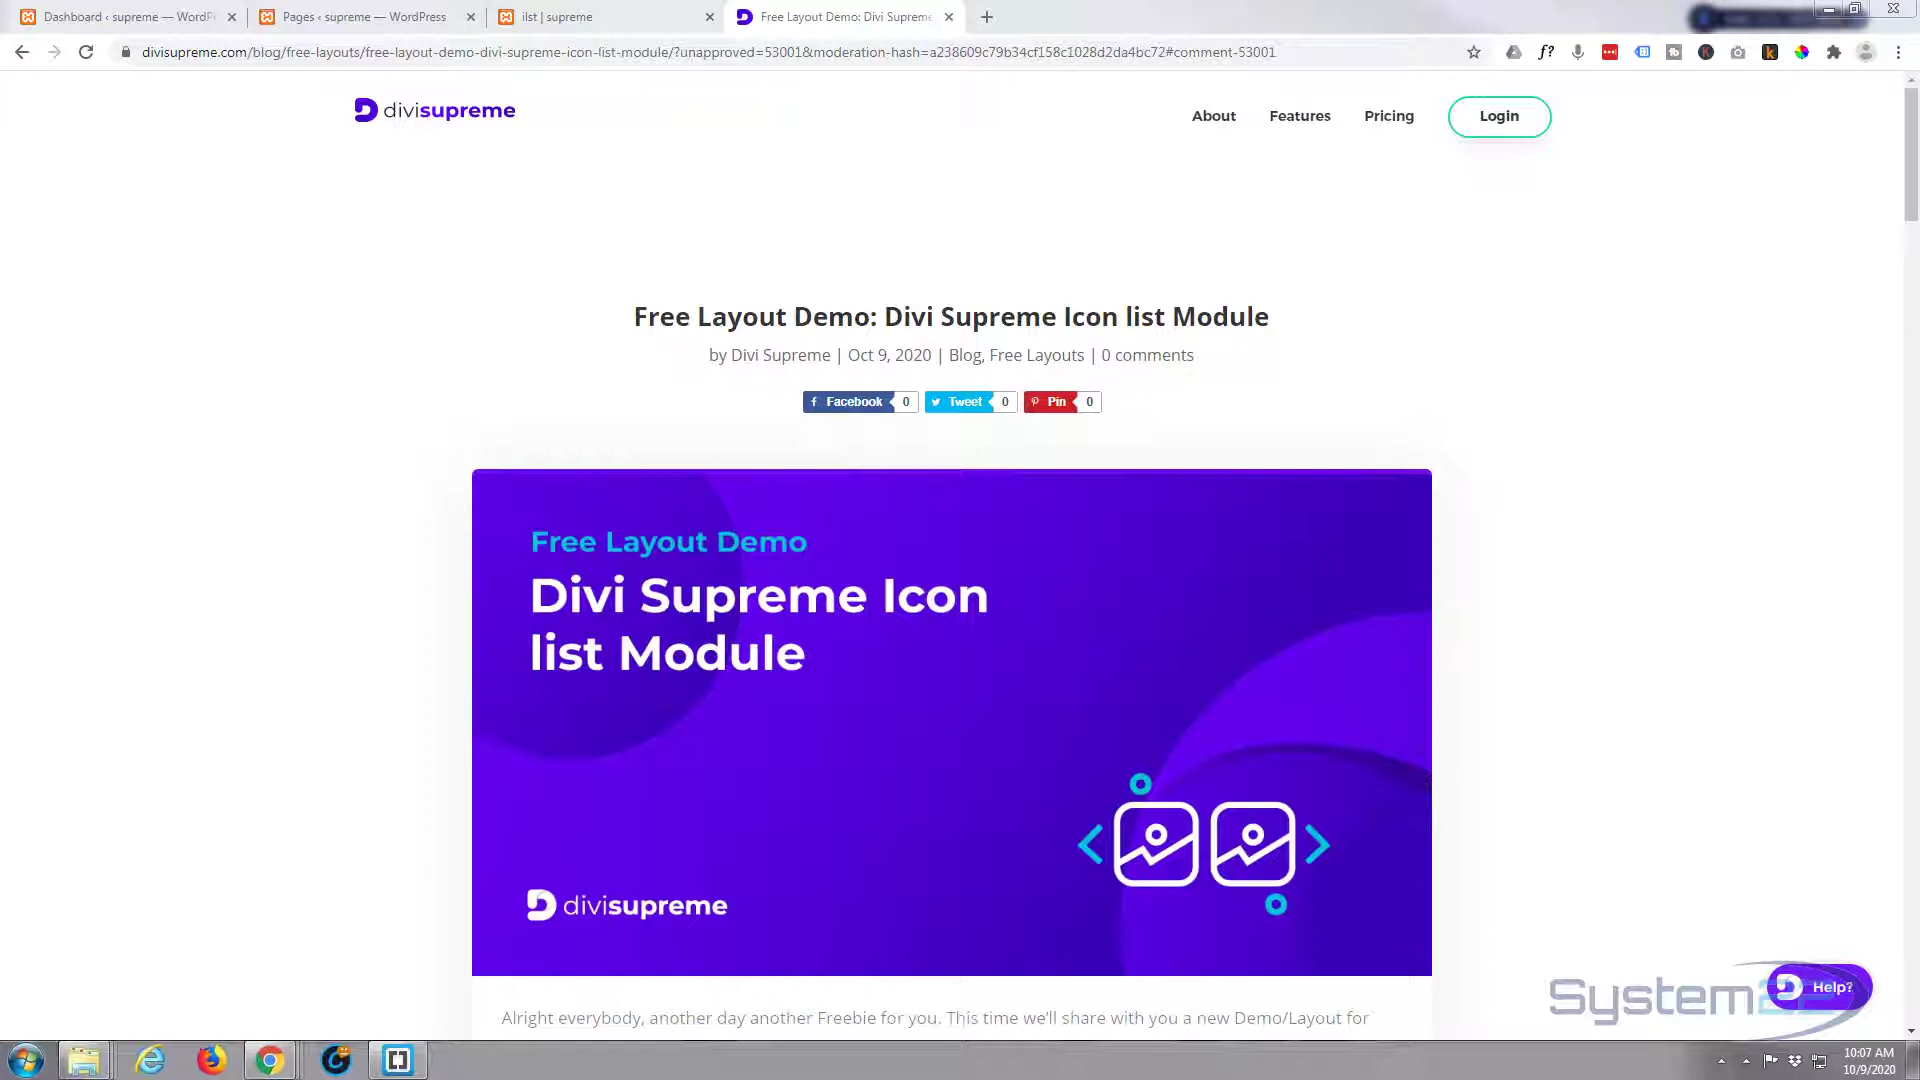 Dashboard ‹ supreme — WordPr
Pages ‹ supreme — WordPress
ilst | supreme
Free Layout Demo: Divi Supreme
divisupreme.com/blog/free-layouts/free-layout-demo-divi-supreme-icon-list-module/?unapproved=53001&moderation-hash=a238609c79b34cf158c1028d2da4bc72#comment-53001
divisupreme
About
Features
Pricing
Login
Free Layout Demo: Divi Supreme Icon list Module
by Divi Supreme | Oct 9, 2020 | Blog, Free Layouts | 0 comments
Facebook 0 Tweet 0 Pin 0
Free Layout Demo
Divi Supreme Icon
list Module
divisupreme
Help?
Alright everybody, another day another Freebie for you. This time we’ll share with you a new Demo/Layout for
10:07 AM
10/9/2020